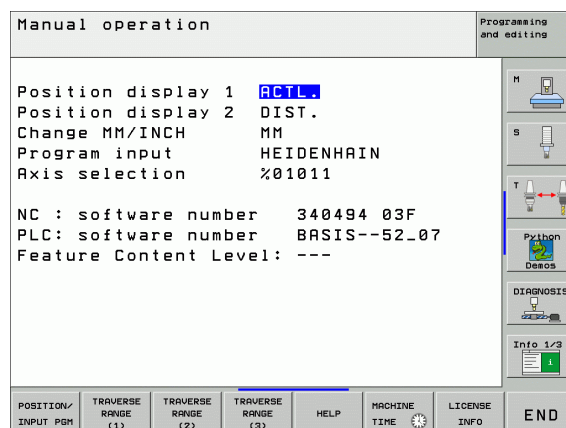 Manual operation
Programming
and editing
Position display 1 ACTL.
Position display 2 DIST.
Change MM/INCH MM
Program input HEIDENHAIN
Axis selection %01011
NC : software number 340494 03F
PLC: software number BASIS--52_07
Feature Content Level: ---
M
S
T
Python
Demos
DIAGNOSIS
Info 1/3
i
POSITION/
INPUT PGM
TRAVERSE
RANGE
(1)
TRAVERSE
RANGE
(2)
TRAVERSE
RANGE
(3)
HELP
MACHINE
TIME
LICENSE
INFO
END